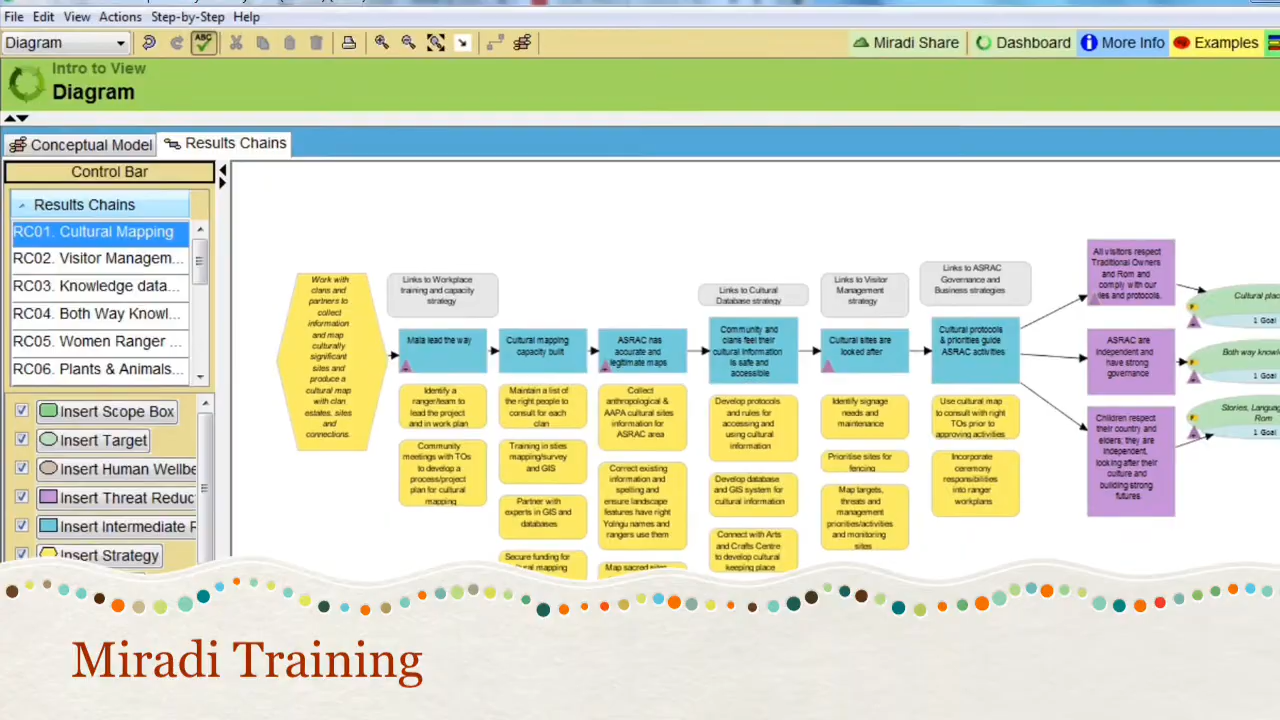 File Edit View Actions Step-by-Step Help
Diagram
ABC
Miradi Share
Dashboard
More Info
Examples
Intro to View
Diagram
Conceptual Model
Results Chains
Control Bar
Results Chains
RC01. Cultural Mapping
RC02. Visitor Managem...
RC03. Knowledge data...
RC04. Both Way Knowl...
RC05. Women Ranger ...
RC06. Plants & Animals...
Insert Scope Box
Insert Target
Insert Human Wellbe
Insert Threat Reduc
Insert Intermediate R
Insert Strategy
Work with
clans and
partners to
collect
information
and map
culturally
significant
sites and
produce a
cultural map
with clan
estates, sites
and
connections.
Links to Workplace
training and capacity
strategy
Mala lead the way
Identify a
ranger/team to
lead the project
and in work plan
Community
meetings with TOs
to develop a
process/project
plan for cultural
mapping
Cultural mapping
capacity built
Maintain a list of
the right people to
consult for each
clan
Training in sites
mapping/survey
and GIS
Partner with
experts in GIS and
databases
Secure funding for
mapping
ASRAC has
accurate and
legitimate maps
Collect
anthropological &
AAPA cultural sites
information for
ASRAC area
Correct existing
information and
spelling and
ensure landscape
features have right
Yolngu names and
rangers use them
Map sacred sites
Links to Cultural
Database strategy
Community and
clans feel their
cultural information
is safe and
accessible
Develop protocols
and rules for
accessing and
using cultural
information
Develop database
and GIS system for
cultural information
Connect with Arts
and Crafts Centre
to develop cultural
keeping place
Links to Visitor
Management
strategy
Cultural sites are
looked after
Identify signage
needs and
maintenance
Prioritise sites for
fencing
Map targets,
threats and
management
priorities/activities
and monitoring
sites
Links to ASRAC
Governance and
Business strategies
Cultural protocols
& priorities guide
ASRAC activities
Use cultural map
to consult with right
TOs prior to
approving activities
Incorporate
ceremony
responsibilities
into ranger
workplans
All visitors respect
Traditional Owners
and Rom and
comply with our
rules and protocols.
ASRAC are
independent and
have strong
governance
Children respect
their country and
elders; they are
independent,
looking after their
culture and
building strong
futures.
Cultural plac
1 Goal
Both way knowl
1 Goal
Stories, Languag
Rom
1 Goal
Miradi Training